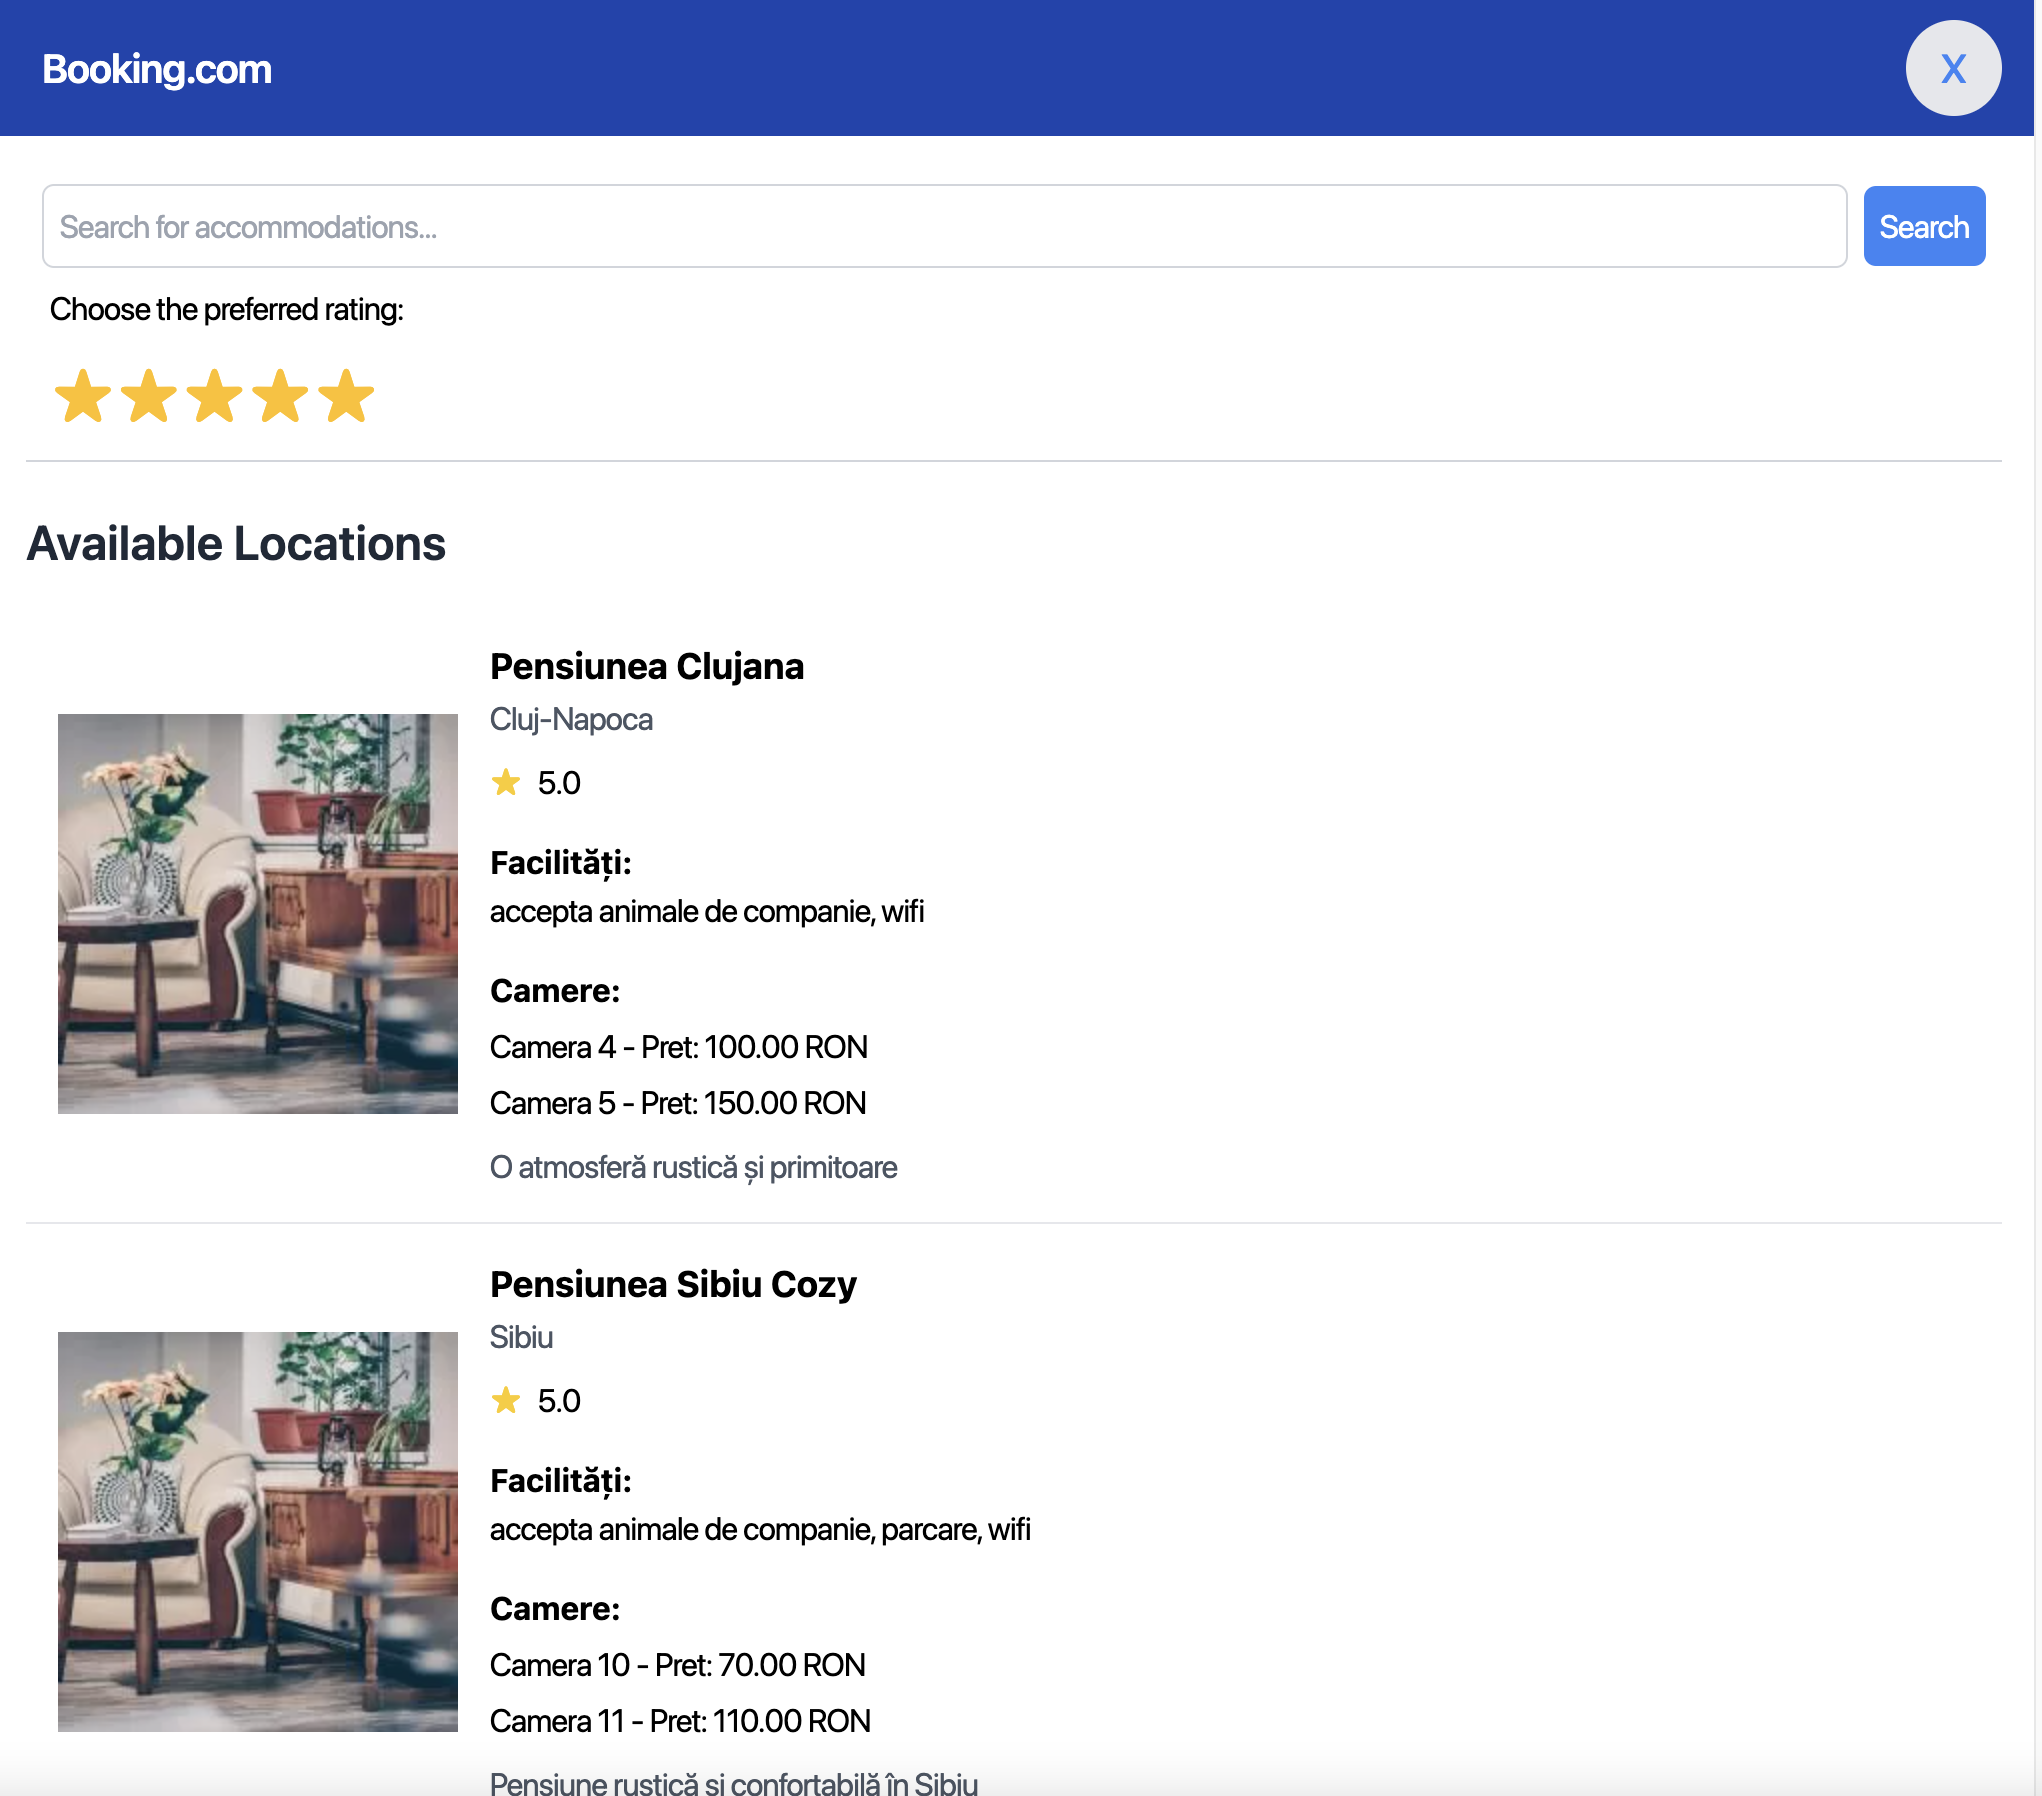 Booking.com
X
Search for accommodations...
Search
Choose the preferred rating:
Available Locations
Pensiunea Clujana
Cluj-Napoca
5.0
Facilități:
accepta animale de companie, wifi
Camere:
Camera 4 - Pret: 100.00 RON
Camera 5 - Pret: 150.00 RON
O atmosferă rustică și primitoare
Pensiunea Sibiu Cozy
Sibiu
5.0
Facilități:
accepta animale de companie, parcare, wifi
Camere:
Camera 10 - Pret: 70.00 RON
Camera 11 - Pret: 110.00 RON
Pensiune rustică și confortabilă în Sibiu